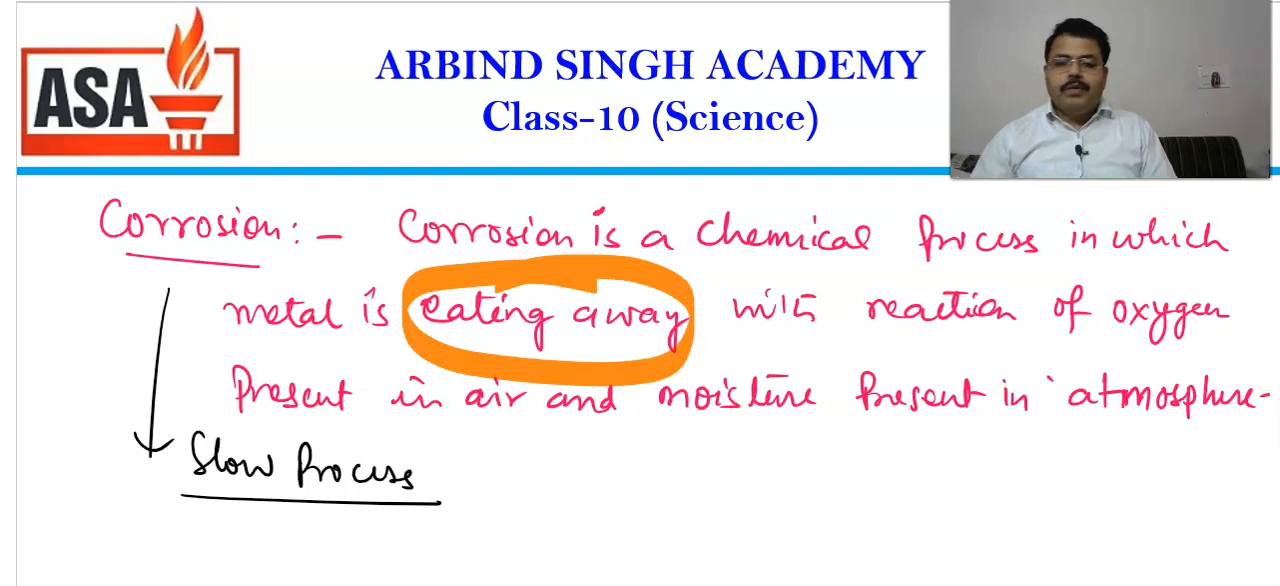 ASA
ARBIND SINGH ACADEMY
Class-10 (Science)
Corrosion:- Corrosion is a chemical Process in which
metal is eating away with reaction of oxygen
Present in air and moisture Present in atmosphere-
Slow Process